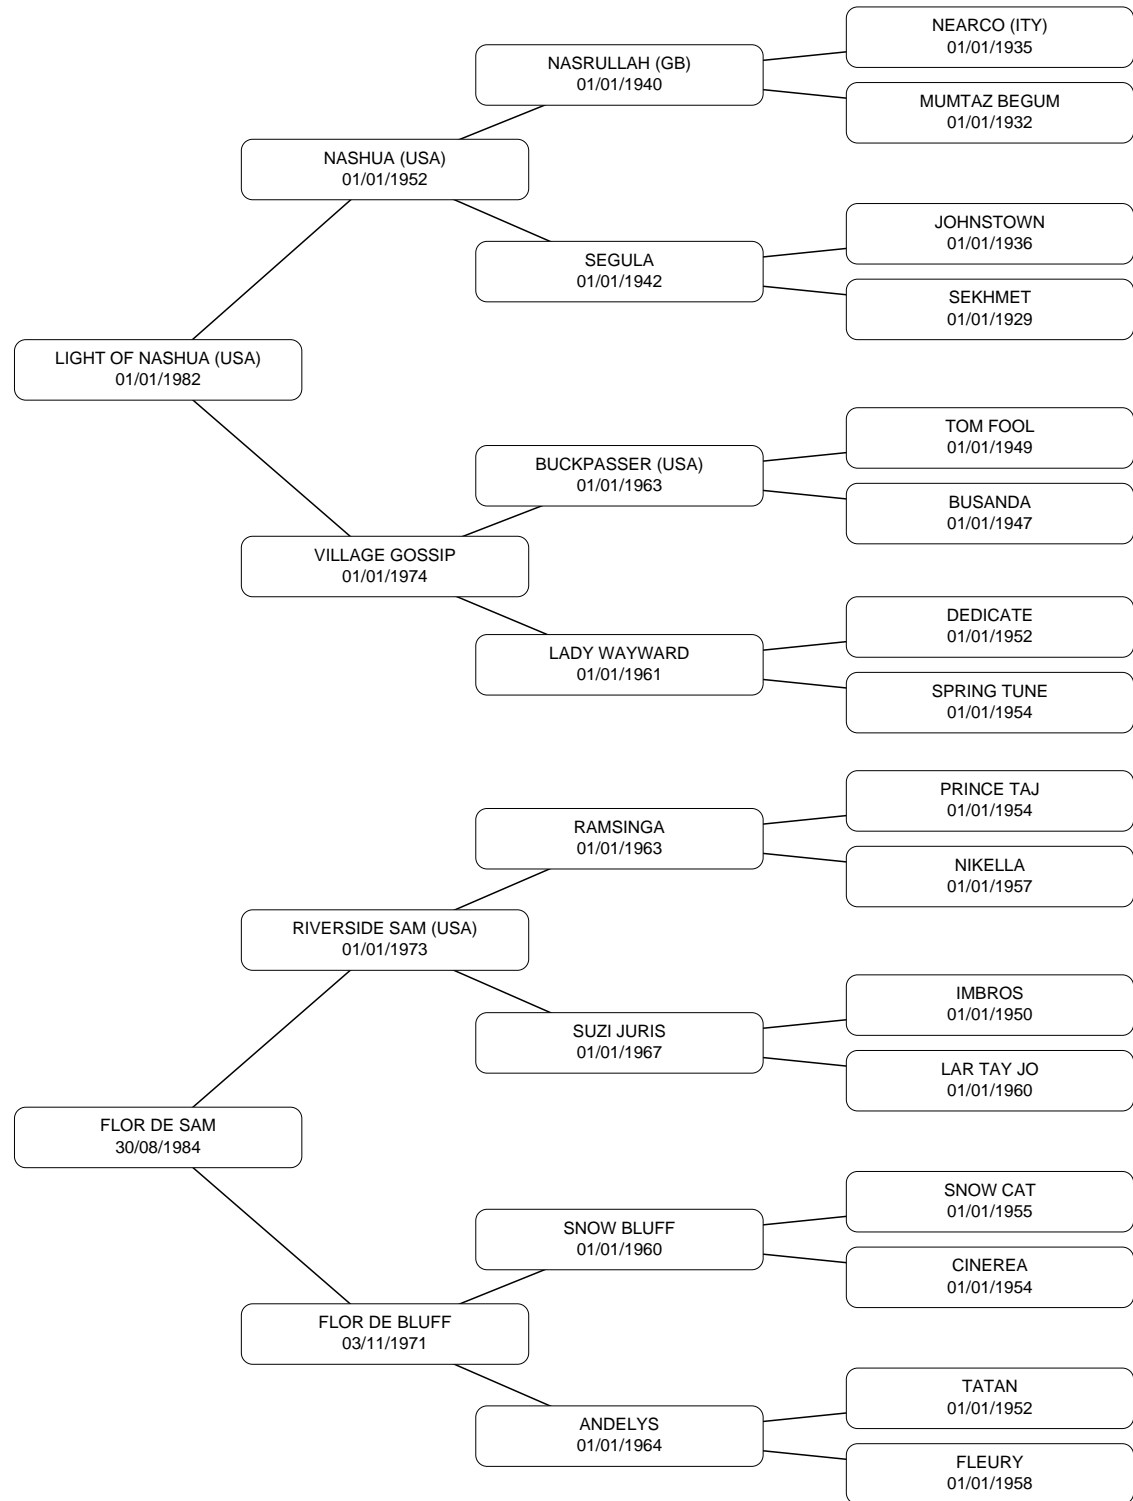 NEARCO (ITY)
01/01/1935
NASRULLAH (GB)
01/01/1940
MUMTAZ BEGUM
01/01/1932
NASHUA (USA)
01/01/1952
JOHNSTOWN
01/01/1936
SEGULA
01/01/1942
SEKHMET
01/01/1929
LIGHT OF NASHUA (USA)
01/01/1982
TOM FOOL
01/01/1949
BUCKPASSER (USA)
01/01/1963
BUSANDA
01/01/1947
VILLAGE GOSSIP
01/01/1974
DEDICATE
01/01/1952
LADY WAYWARD
01/01/1961
SPRING TUNE
01/01/1954
PRINCE TAJ
01/01/1954
RAMSINGA
01/01/1963
NIKELLA
01/01/1957
RIVERSIDE SAM (USA)
01/01/1973
IMBROS
01/01/1950
SUZI JURIS
01/01/1967
LAR TAY JO
01/01/1960
FLOR DE SAM
30/08/1984
SNOW CAT
01/01/1955
SNOW BLUFF
01/01/1960
CINEREA
01/01/1954
FLOR DE BLUFF
03/11/1971
TATAN
01/01/1952
ANDELYS
01/01/1964
FLEURY
01/01/1958